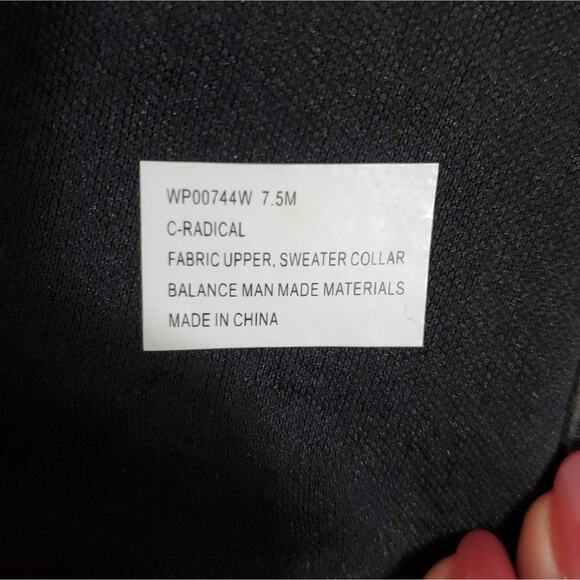 WP00744W 7.5M
C-RADICAL
FABRIC UPPER, SWEATER COLLAR
BALANCE MAN MADE MATERIALS
MADE IN CHINA